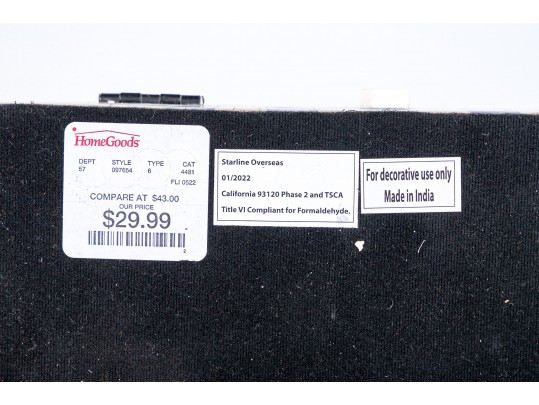 HomeGoods
DEPT STYLE TYPE CAT
57 097654 6 4481
FIJ 0522
COMPARE AT $43.00
OUR PRICE
$29.99
Starline Overseas
01/2022
California 93120 Phase 2 and TSCA
Title VI Compliant for Formaldehyde.
For decorative use only
Made in India